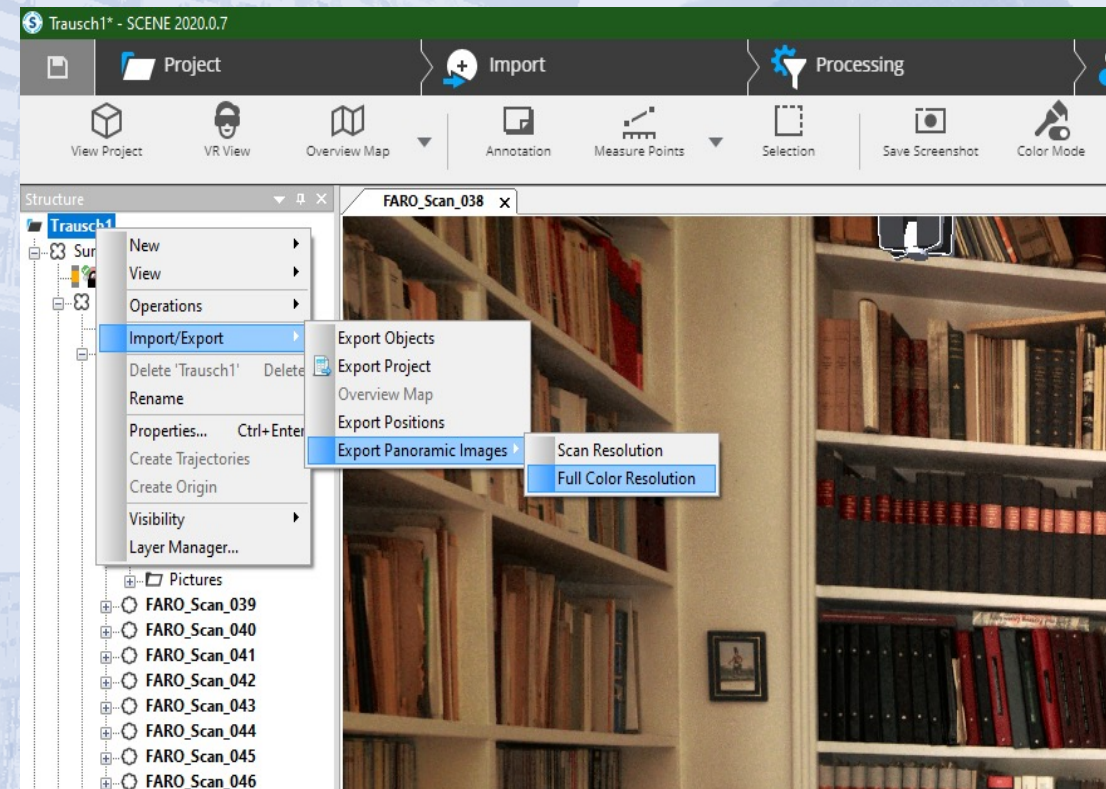 Trausch1* - SCENE 2020.0.7
Project
Import
Processing
View Project
VR View
Overview Map
Annotation
Measure Points
Selection
Save Screenshot
Color Mode
Structure
FARO_Scan_038 x
Trausch1
Sur
New
View
Operations
Import/Export
Delete 'Trausch1' Delete
Rename
Properties... Ctrl+Enter
Create Trajectories
Create Origin
Visibility
Layer Manager...
Export Objects
Export Project
Overview Map
Export Positions
Export Panoramic Images
Scan Resolution
Full Color Resolution
Pictures
FARO_Scan_039
FARO_Scan_040
FARO_Scan_041
FARO_Scan_042
FARO_Scan_043
FARO_Scan_044
FARO_Scan_045
FARO_Scan_046